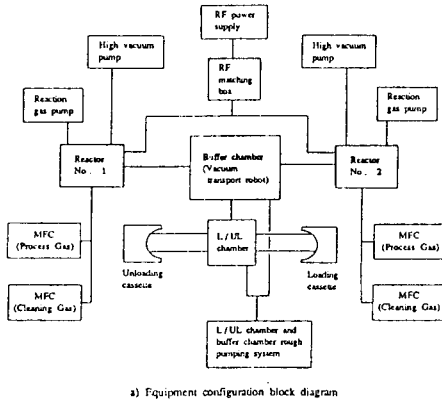 RF power
supply
High vacuum
pump
RF
matching
box
High vacuum
pump
Reaction
gas pump
Reaction
gas pump
Reactor
No. 1
Buffer chamber
(Vacuum
transport robot)
Reactor
No. 2
MFC
(Process Gas)
L/UL
chamber
MFC
(Process Gas)
Unloading
cassette
Loading
cassette
MFC
(Cleaning Gas)
MFC
(Cleaning Gas)
L/UL chamber and
buffer chamber rough
pumping system
a) Equipment configuration block diagram